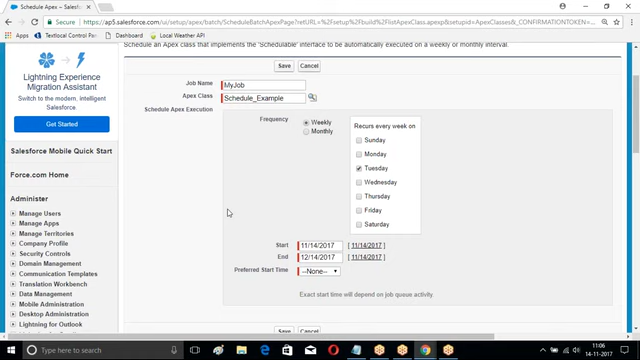 Schedule Apex ~ Salesforc
https://ap5.salesforce.com/ui/setup/apex/batch/ScheduleBatchApexPage?retURL=%2Fsetup%2Fbuild%2FlistApexClass.apexp&setupid=ApexClasses&_CONFIRMATIONTOKEN=
Apps
Textlocal Control Pan
Dashboard
Local Weather API
Schedule an Apex class that implements the 'Schedulable' interface to be automatically executed on a weekly or monthly interval.
Lightning Experience
Migration Assistant
Switch to the modern, intelligent
Salesforce.
Get Started
Salesforce Mobile Quick Start
Force.com Home
Administer
Manage Users
Manage Apps
Manage Territories
Company Profile
Security Controls
Domain Management
Communication Templates
Translation Workbench
Data Management
Mobile Administration
Desktop Administration
Lightning for Outlook
Save
Cancel
Job Name
MyJob
Apex Class
Schedule_Example
Schedule Apex Execution
Frequency
Weekly
Monthly
Recurs every week on
Sunday
Monday
Tuesday
Wednesday
Thursday
Friday
Saturday
Start
11/14/2017
[ 11/14/2017 ]
End
12/14/2017
[ 11/14/2017 ]
Preferred Start Time
--None--
Exact start time will depend on job queue activity
Save
Cancel
Type here to search
11:06
14-11-2017